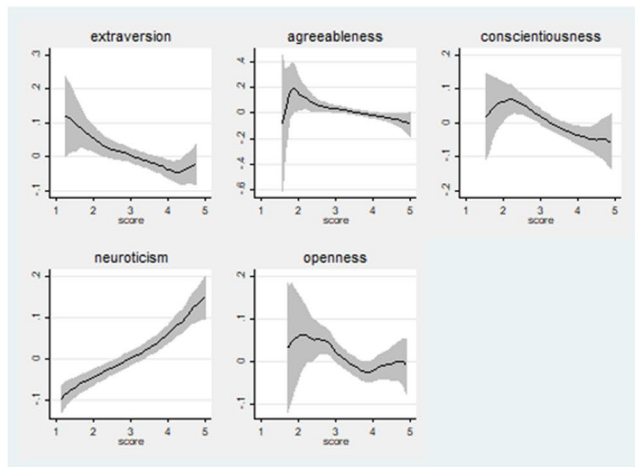 extraversion
.3
.2
.1
0
-.1
1 2 3 4 5
score
agreeableness
.4
.2
0
-.2
-.4
-.6
1 2 3 4 5
score
conscientiousness
.2
.1
0
-.1
-.2
1 2 3 4 5
score
neuroticism
.2
.1
0
-.1
1 2 3 4 5
score
openness
.2
.1
0
-.1
1 2 3 4 5
score